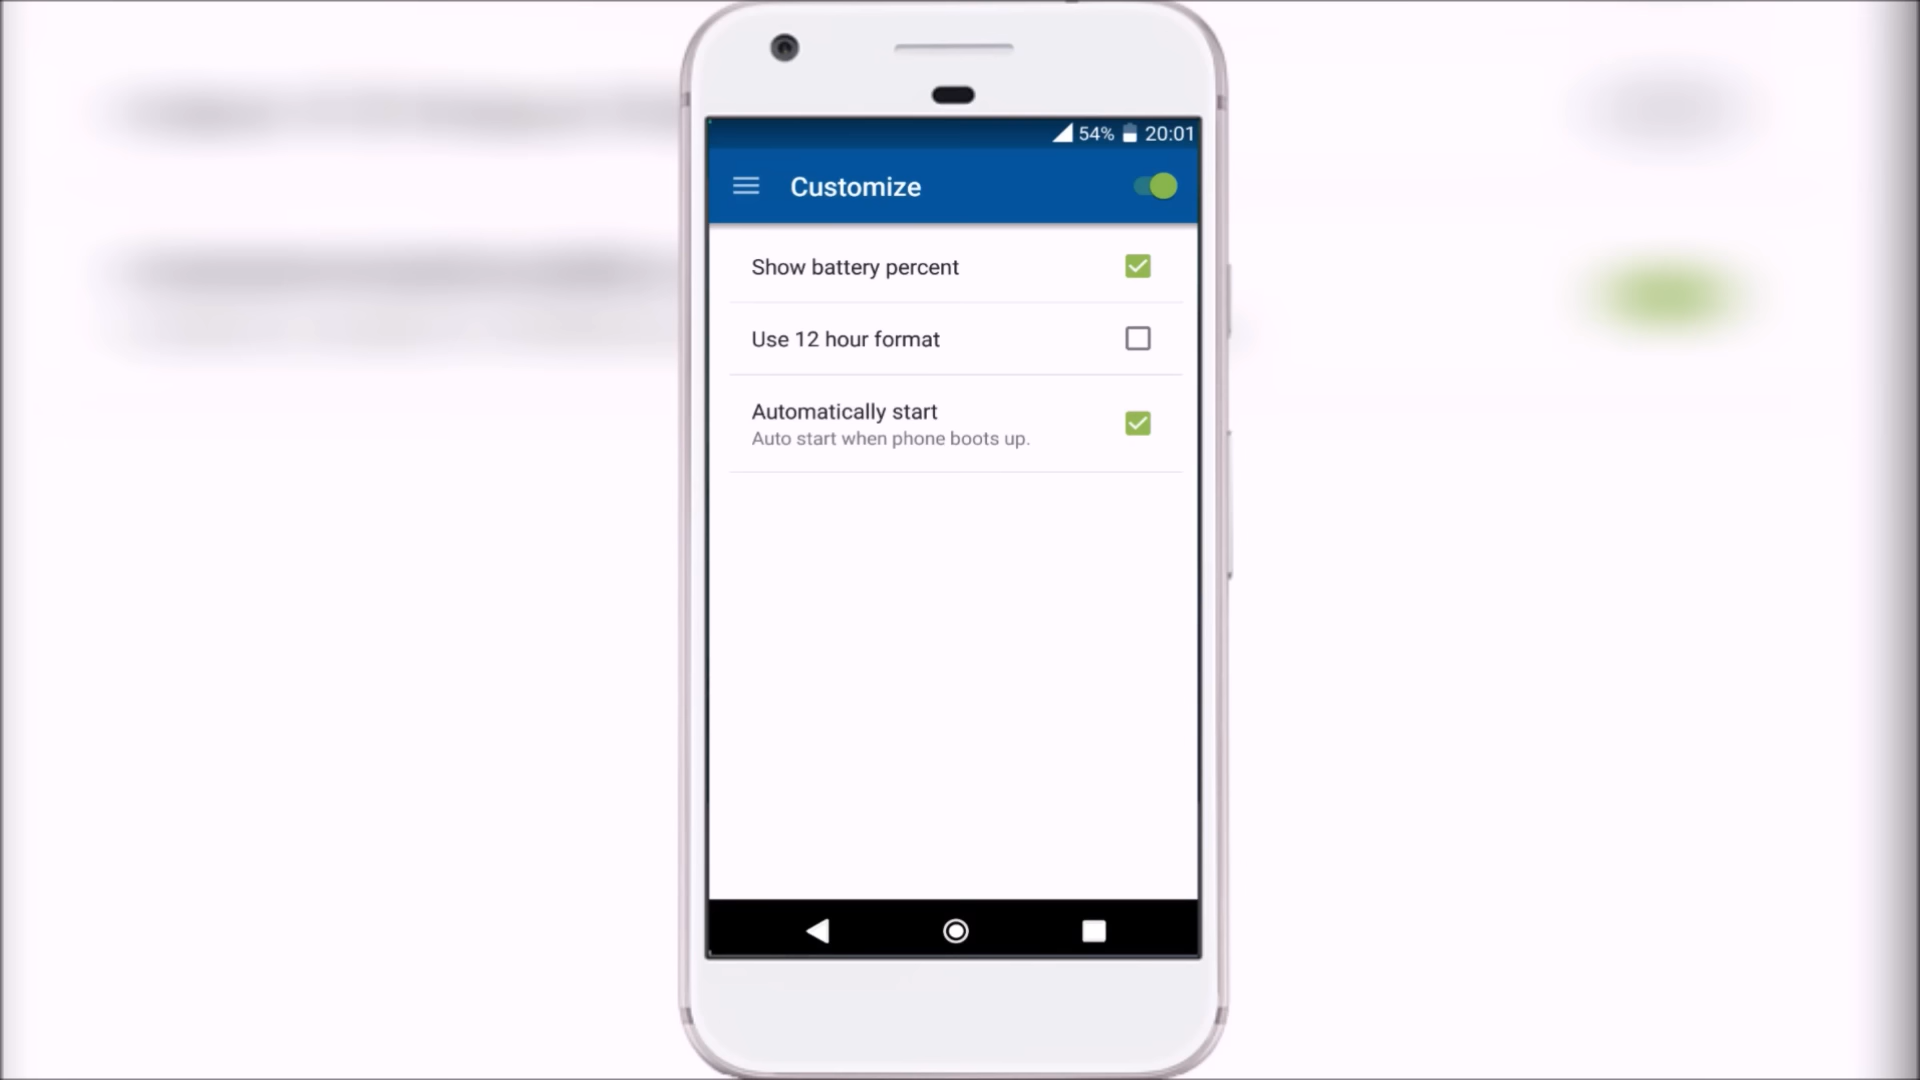 54% 20:01
Customize
Show battery percent
Use 12 hour format
Automatically start
Auto start when phone boots up.